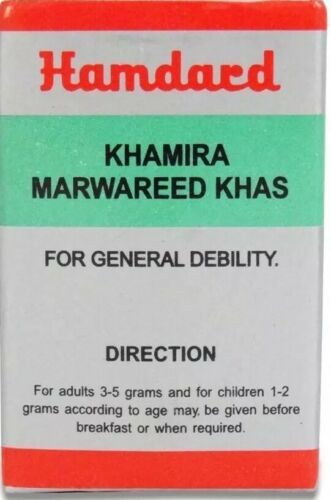 Hamdard
KHAMIRA
MARWAREED KHAS
FOR GENERAL DEBILITY.
DIRECTION
For adults 3-5 grams and for children 1-2
grams according to age may, be given before
breakfast or when required.